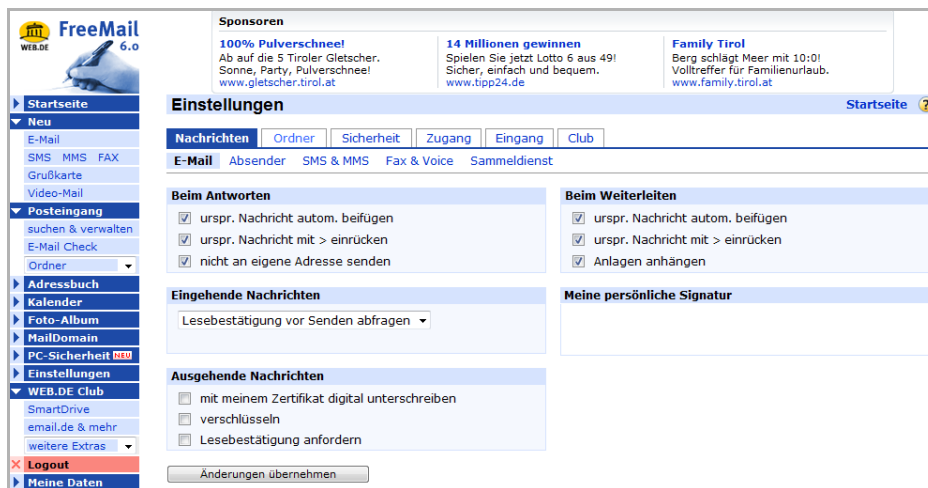 FreeMail
6.0
WEB.DE
Sponsoren
100% Pulverschnee!
Ab auf die 5 Tiroler Gletscher.
Sonne, Party, Pulverschnee!
www.gletscher.tirol.at
14 Millionen gewinnen
Spielen Sie jetzt Lotto 6 aus 49!
Sicher, einfach und bequem.
www.tipp24.de
Family Tirol
Berg schlägt Meer mit 10:0!
Volltreffer für Familienurlaub.
www.family.tirol.at
Startseite
Neu
E-Mail
SMS MMS FAX
Grußkarte
Video-Mail
Posteingang
suchen & verwalten
E-Mail Check
Ordner
Adressbuch
Kalender
Foto-Album
MailDomain
PC-Sicherheit NEU
Einstellungen
WEB.DE Club
SmartDrive
email.de & mehr
weitere Extras
Logout
Meine Daten
Einstellungen
Startseite ?
Nachrichten Ordner Sicherheit Zugang Eingang Club
E-Mail Absender SMS & MMS Fax & Voice Sammeldienst
Beim Antworten
urspr. Nachricht autom. beifügen
urspr. Nachricht mit > einrücken
nicht an eigene Adresse senden
Beim Weiterleiten
urspr. Nachricht autom. beifügen
urspr. Nachricht mit > einrücken
Anlagen anhängen
Eingehende Nachrichten
Lesebestätigung vor Senden abfragen
Meine persönliche Signatur
Ausgehende Nachrichten
mit meinem Zertifikat digital unterschreiben
verschlüsseln
Lesebestätigung anfordern
Änderungen übernehmen